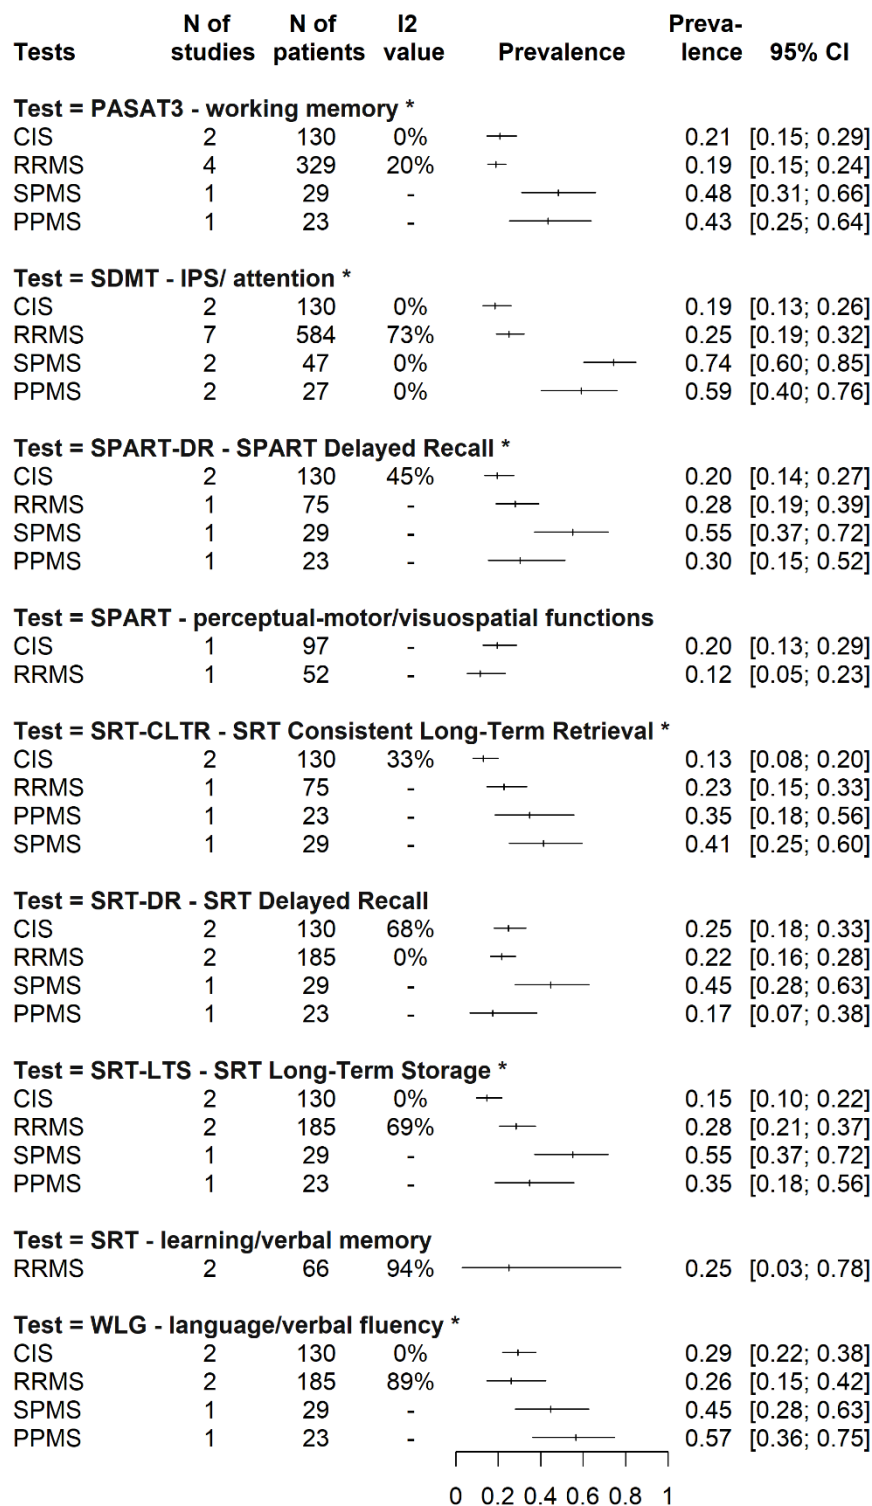 N of N of I2 Preva-
Tests studies patients value Prevalence lence 95% CI
Test = PASAT3 - working memory *
CIS 2 130 0% 0.21 [0.15; 0.29]
RRMS 4 329 20% 0.19 [0.15; 0.24]
SPMS 1 29 - 0.48 [0.31; 0.66]
PPMS 1 23 - 0.43 [0.25; 0.64]
Test = SDMT - IPS/ attention *
CIS 2 130 0% 0.19 [0.13; 0.26]
RRMS 7 584 73% 0.25 [0.19; 0.32]
SPMS 2 47 0% 0.74 [0.60; 0.85]
PPMS 2 27 0% 0.59 [0.40; 0.76]
Test = SPART-DR - SPART Delayed Recall *
CIS 2 130 45% 0.20 [0.14; 0.27]
RRMS 1 75 - 0.28 [0.19; 0.39]
SPMS 1 29 - 0.55 [0.37; 0.72]
PPMS 1 23 - 0.30 [0.15; 0.52]
Test = SPART - perceptual-motor/visuospatial functions
CIS 1 97 - 0.20 [0.13; 0.29]
RRMS 1 52 - 0.12 [0.05; 0.23]
Test = SRT-CLTR - SRT Consistent Long-Term Retrieval *
CIS 2 130 33% 0.13 [0.08; 0.20]
RRMS 1 75 - 0.23 [0.15; 0.33]
PPMS 1 23 - 0.35 [0.18; 0.56]
SPMS 1 29 - 0.41 [0.25; 0.60]
Test = SRT-DR - SRT Delayed Recall
CIS 2 130 68% 0.25 [0.18; 0.33]
RRMS 2 185 0% 0.22 [0.16; 0.28]
SPMS 1 29 - 0.45 [0.28; 0.63]
PPMS 1 23 - 0.17 [0.07; 0.38]
Test = SRT-LTS - SRT Long-Term Storage *
CIS 2 130 0% 0.15 [0.10; 0.22]
RRMS 2 185 69% 0.28 [0.21; 0.37]
SPMS 1 29 - 0.55 [0.37; 0.72]
PPMS 1 23 - 0.35 [0.18; 0.56]
Test = SRT - learning/verbal memory
RRMS 2 66 94% 0.25 [0.03; 0.78]
Test = WLG - language/verbal fluency *
CIS 2 130 0% 0.29 [0.22; 0.38]
RRMS 2 185 89% 0.26 [0.15; 0.42]
SPMS 1 29 - 0.45 [0.28; 0.63]
PPMS 1 23 - 0.57 [0.36; 0.75]
0 0.2 0.4 0.6 0.8 1